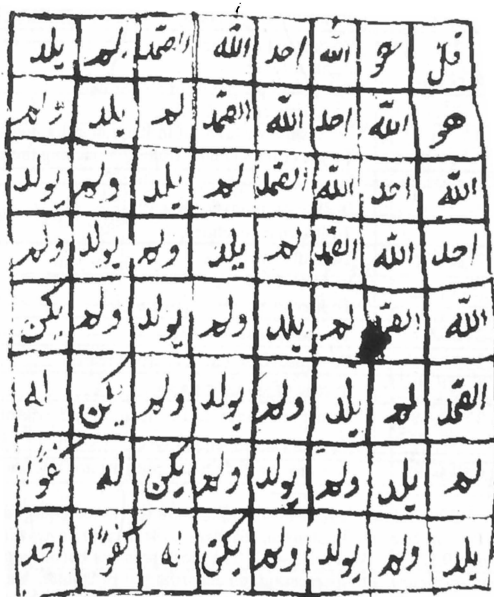 قل هو الله احد الله الصمد لم يلد
هو الله احد الله الصمد لم يلد ولم
الله احد الله الصمد لم يلد ولم يولد
احد الله الصمد لم يلد ولم يولد ولم
الله الصمد لم يلد ولم يولد ولم يكن
الصمد لم يلد ولم يولد ولم يكن له
لم يلد ولم يولد ولم يكن له كفوًا
يلد ولم يولد ولم يكن له كفوًا احد